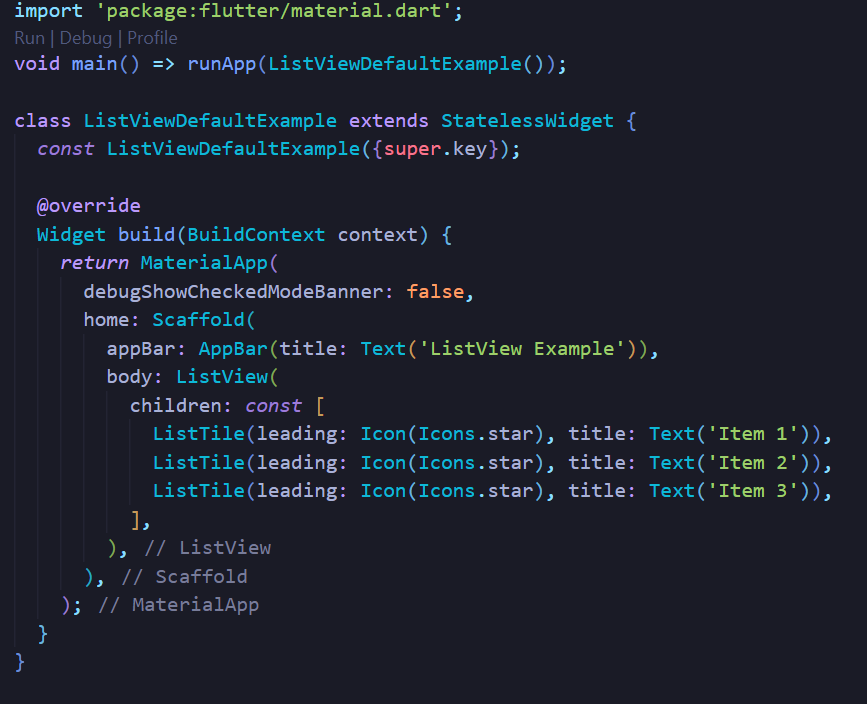 import 'package:flutter/material.dart';
Run | Debug | Profile
void main() => runApp(ListViewDefaultExample());

class ListViewDefaultExample extends StatelessWidget {
  const ListViewDefaultExample({super.key});

  @override
  Widget build(BuildContext context) {
    return MaterialApp(
      debugShowCheckedModeBanner: false,
      home: Scaffold(
        appBar: AppBar(title: Text('ListView Example')),
        body: ListView(
          children: const [
            ListTile(leading: Icon(Icons.star), title: Text('Item 1')),
            ListTile(leading: Icon(Icons.star), title: Text('Item 2')),
            ListTile(leading: Icon(Icons.star), title: Text('Item 3')),
          ],
        ), // ListView
      ), // Scaffold
    ); // MaterialApp
  }
}